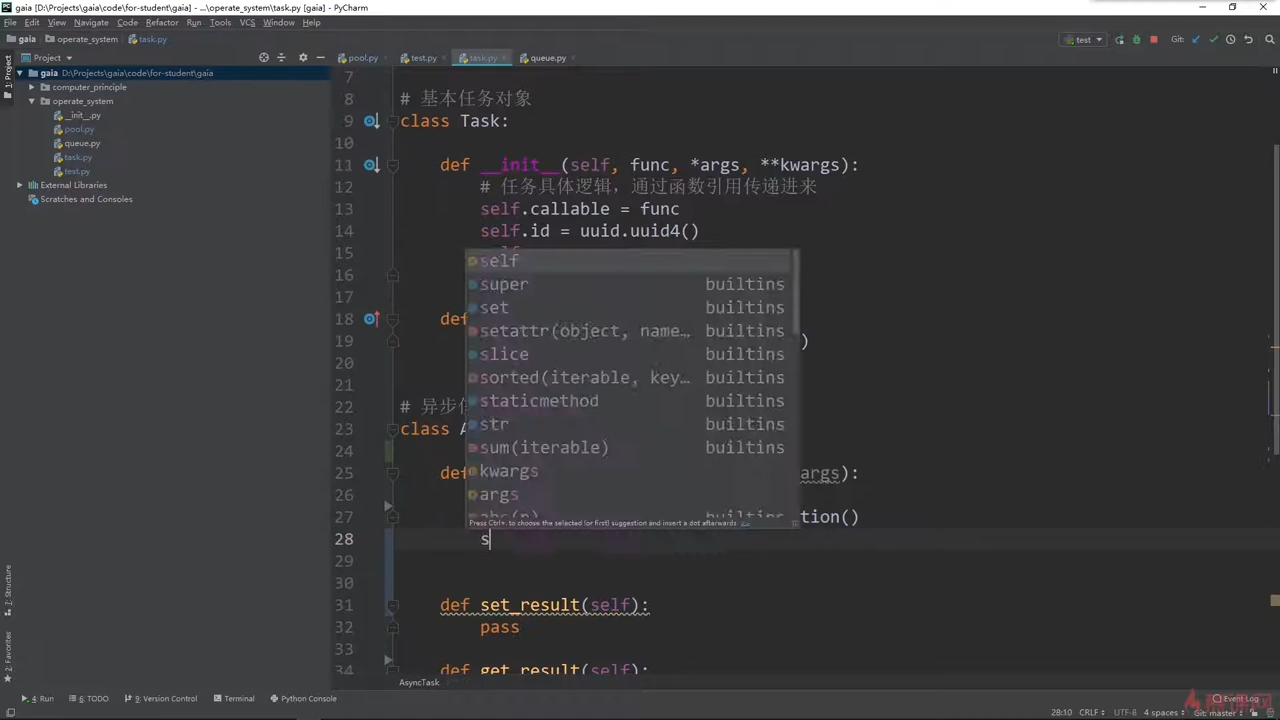 gaia [D:\Projects\gaia\code\for-student\gaia] - ...\operate_system\task.py [gaia] - PyCharm
File Edit View Navigate Code Refactor Run Tools VCS Window Help
gaia operate_system task.py test Git:
Project pool.py test.py task.py queue.py
1: Project
gaia D:\Projects\gaia\code\for-student\gaia
computer_principle
operate_system
__init__.py
pool.py
queue.py
task.py
test.py
External Libraries
Scratches and Consoles
7
8 # 基本任务对象
9 class Task:
10
11 def __init__(self, func, *args, **kwargs):
12 # 任务具体逻辑，通过函数引用传递进来
13 self.callable = func
14 self.id = uuid.uuid4()
15
16
17
18 def
19 )
20
21
22 # 异步
23 class A
24
25 def args):
26
27 tion()
28 s
29
30
31 def set_result(self):
32 pass
33
34 def get_result(self):
self
super builtins
set builtins
setattr(object, name… builtins
slice builtins
sorted(iterable, key… builtins
staticmethod builtins
str builtins
sum(iterable) builtins
kwargs
args
Press Ctrl+. to choose the selected (or first) suggestion and insert a dot afterwards
AsyncTask
7: Structure
2: Favorites
4: Run 6: TODO 9: Version Control Terminal Python Console Event Log
28:10 CRLF UTF-8 4 spaces Git: master